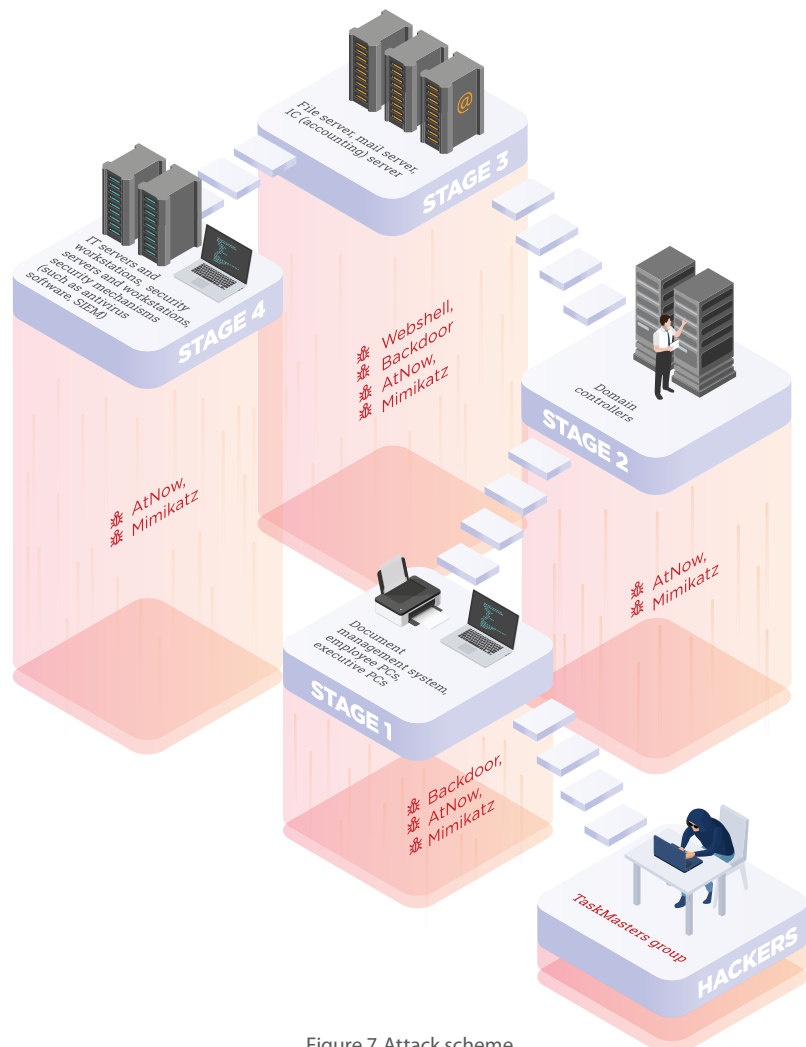 @
File server, mail server,
IC (accounting) server
STAGE 3
IT servers and
workstations, security
servers and workstations,
security mechanisms
(such as antivirus
software, SIEM)
STAGE 4
Webshell,
Backdoor
AtNow,
Mimikatz
Domain
controllers
STAGE 2
AtNow,
Mimikatz
AtNow,
Mimikatz
Document
management system,
employee PCs,
executive PCs
STAGE 1
Backdoor,
AtNow,
Mimikatz
TaskMasters group
HACKERS
Figure 7. Attack scheme